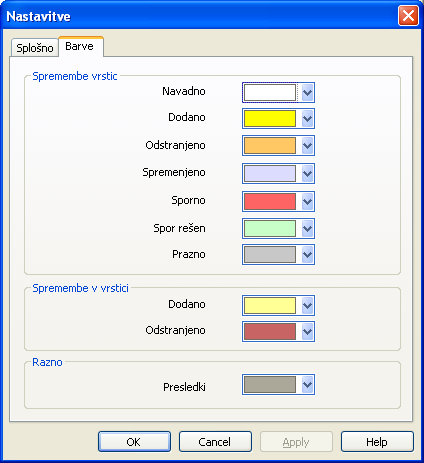 Nastavitve
Splošno
Barve
Spremembe vrstic
Navadno
Dodano
Odstranjeno
Spremenjeno
Sporno
Spor rešen
Prazno
Spremembe v vrstici
Dodano
Odstranjeno
Razno
Presledki
OK
Cancel
Apply
Help